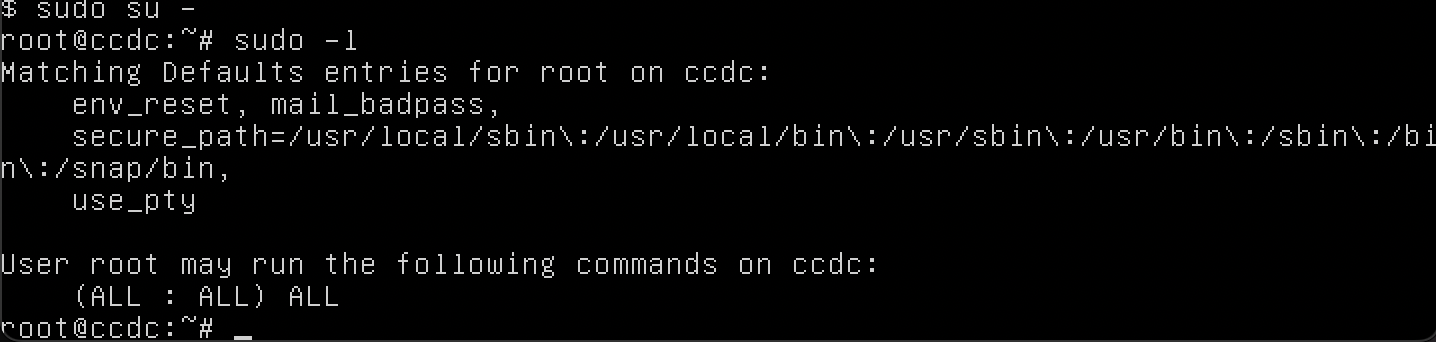 $ sudo su -
root@ccdc:~# sudo -l
Matching Defaults entries for root on ccdc:
    env_reset, mail_badpass,
    secure_path=/usr/local/sbin\:/usr/local/bin\:/usr/sbin\:/usr/bin\:/sbin\:/bi
n\:/snap/bin,
    use_pty

User root may run the following commands on ccdc:
    (ALL : ALL) ALL
root@ccdc:~# _